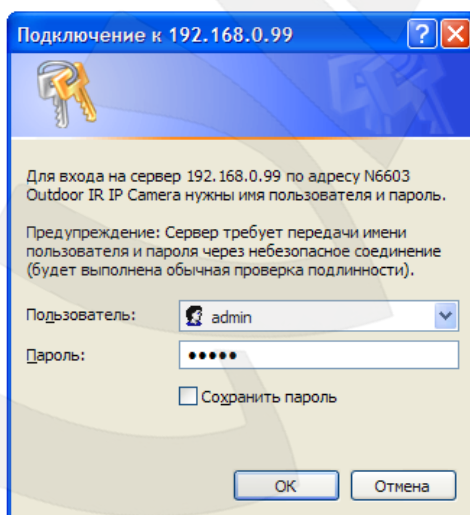 Подключение к 192.168.0.99
Для входа на сервер 192.168.0.99 по адресу N6603
Outdoor IR IP Camera нужны имя пользователя и пароль.
Предупреждение: Сервер требует передачи имени
пользователя и пароля через небезопасное соединение
(будет выполнена обычная проверка подлинности).
Пользователь: admin
Пароль: •••••
Сохранить пароль
ОК Отмена